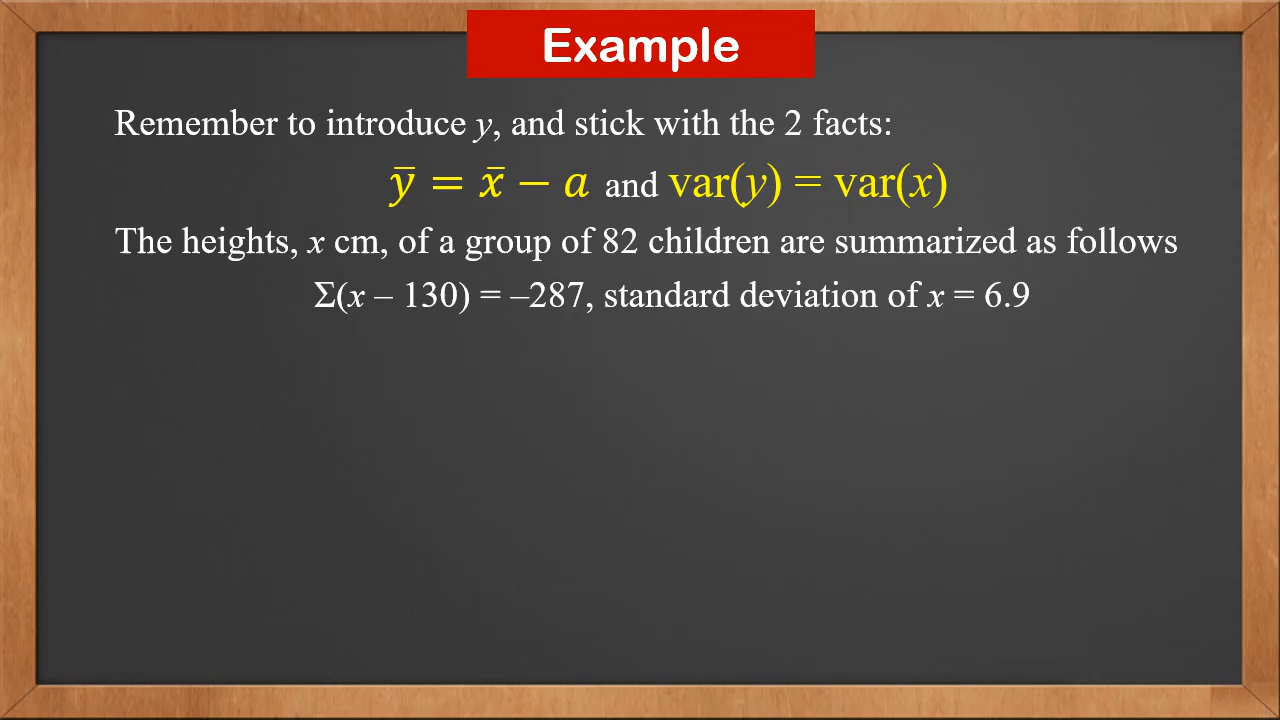 Example
Remember to introduce y, and stick with the 2 facts:
ȳ = x̄ − a and var(y) = var(x)
The heights, x cm, of a group of 82 children are summarized as follows
Σ(x – 130) = –287, standard deviation of x = 6.9